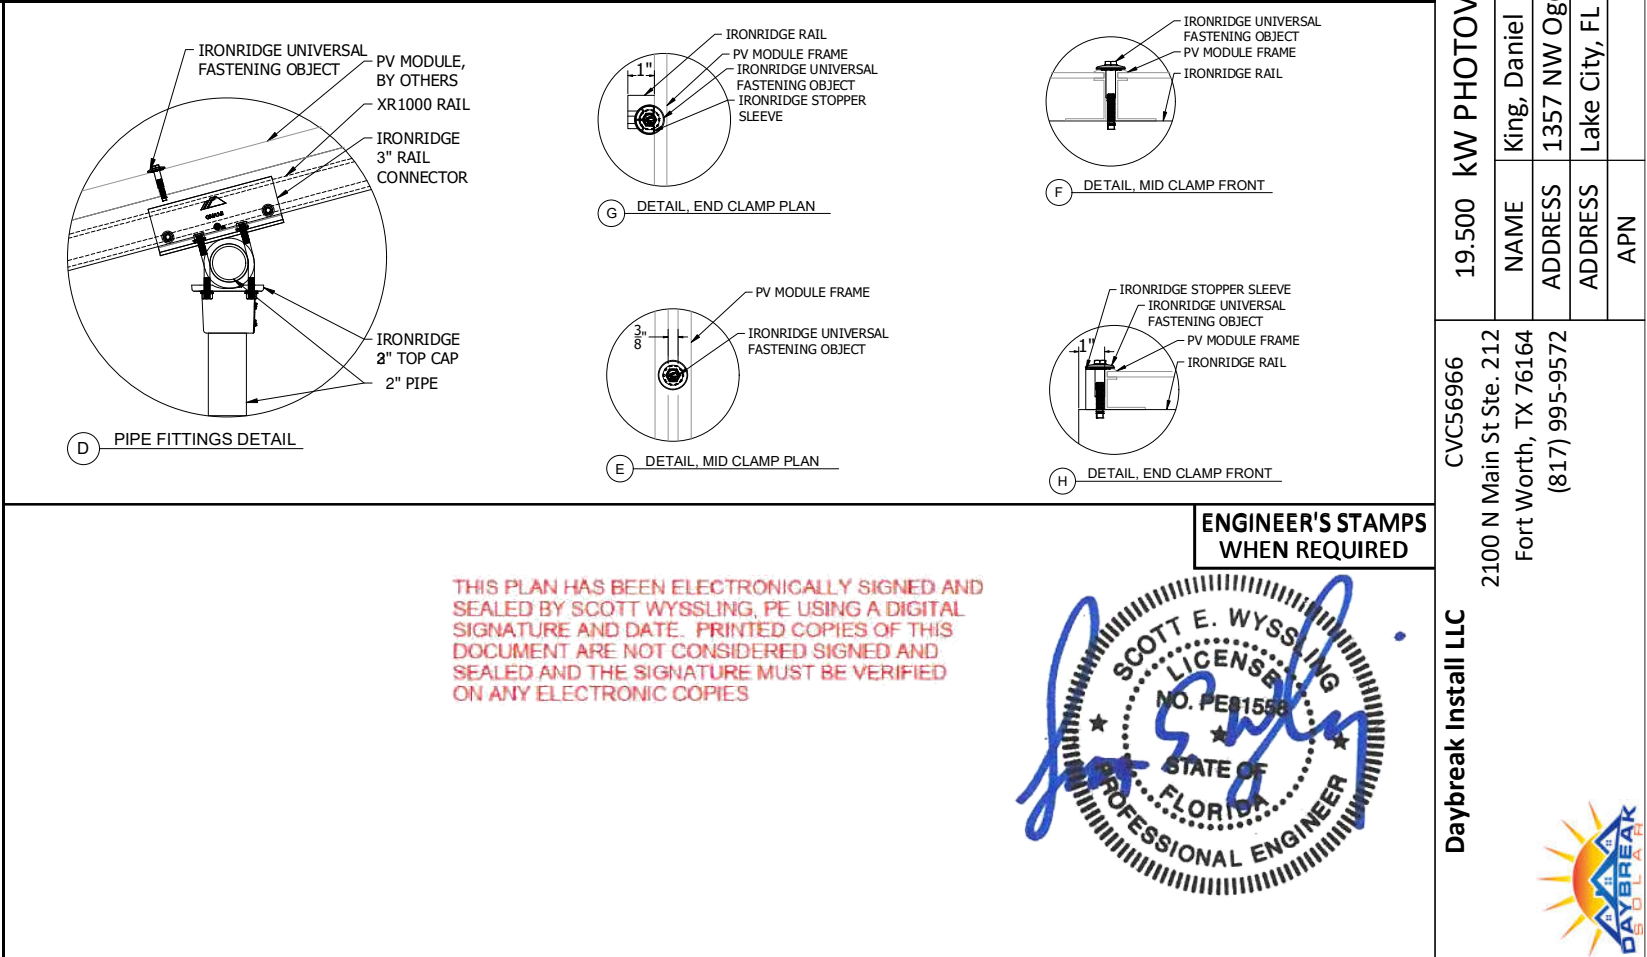 IRONRIDGE UNIVERSAL
FASTENING OBJECT
PV MODULE,
BY OTHERS
XR1000 RAIL
IRONRIDGE
3" RAIL
CONNECTOR
IRONRIDGE
TOP CAP
2" PIPE
D PIPE FITTINGS DETAIL
IRONRIDGE RAIL
PV MODULE FRAME
IRONRIDGE UNIVERSAL
FASTENING OBJECT
IRONRIDGE STOPPER
SLEEVE
1"
G DETAIL, END CLAMP PLAN
IRONRIDGE UNIVERSAL
FASTENING OBJECT
PV MODULE FRAME
IRONRIDGE RAIL
F DETAIL, MID CLAMP FRONT
PV MODULE FRAME
3/8"
IRONRIDGE UNIVERSAL
FASTENING OBJECT
E DETAIL, MID CLAMP PLAN
IRONRIDGE STOPPER SLEEVE
IRONRIDGE UNIVERSAL
FASTENING OBJECT
PV MODULE FRAME
1"
IRONRIDGE RAIL
H DETAIL, END CLAMP FRONT
ENGINEER'S STAMPS
WHEN REQUIRED
THIS PLAN HAS BEEN ELECTRONICALLY SIGNED AND
SEALED BY SCOTT WYSSLING, PE USING A DIGITAL
SIGNATURE AND DATE. PRINTED COPIES OF THIS
DOCUMENT ARE NOT CONSIDERED SIGNED AND
SEALED AND THE SIGNATURE MUST BE VERIFIED
ON ANY ELECTRONIC COPIES
SCOTT E. WYSSLING
LICENSE
NO. PE81558
STATE OF
FLORIDA
PROFESSIONAL ENGINEER
19.500 kW PHOTOV
NAME King, Daniel
ADDRESS 1357 NW Og
ADDRESS Lake City, FL
APN
Daybreak Install LLC CVC56966
2100 N Main St Ste. 212
Fort Worth, TX 76164
(817) 995-9572
DAYBREAK
SOLAR